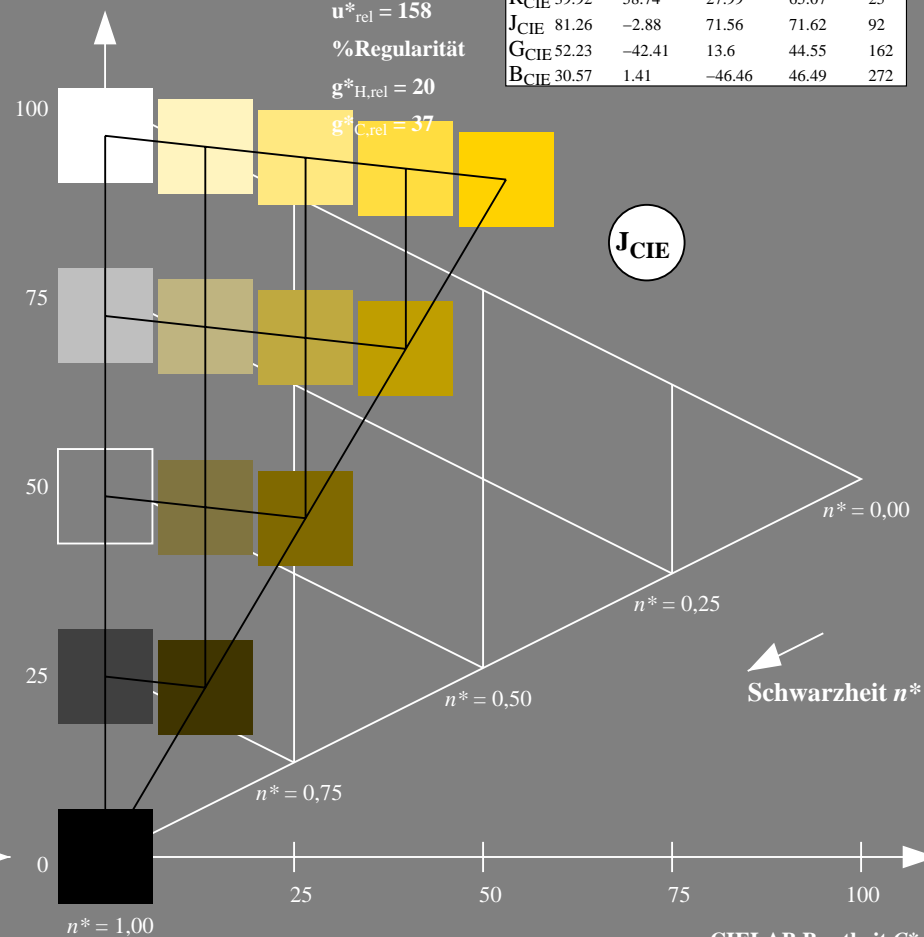 u*rel = 158
%Regularität
g*H,rel = 20
g*C,rel = 37
JCIE 81.26 −2.88 71.56 71.62 92
GCIE 52.23 −42.41 13.6 44.55 162
BCIE 30.57 1.41 −46.46 46.49 272
100
JCIE
75
50
n* = 0,00
n* = 0,25
25
Schwarzheit n*
n* = 0,50
n* = 0,75
0
25 50 75 100
n* = 1,00